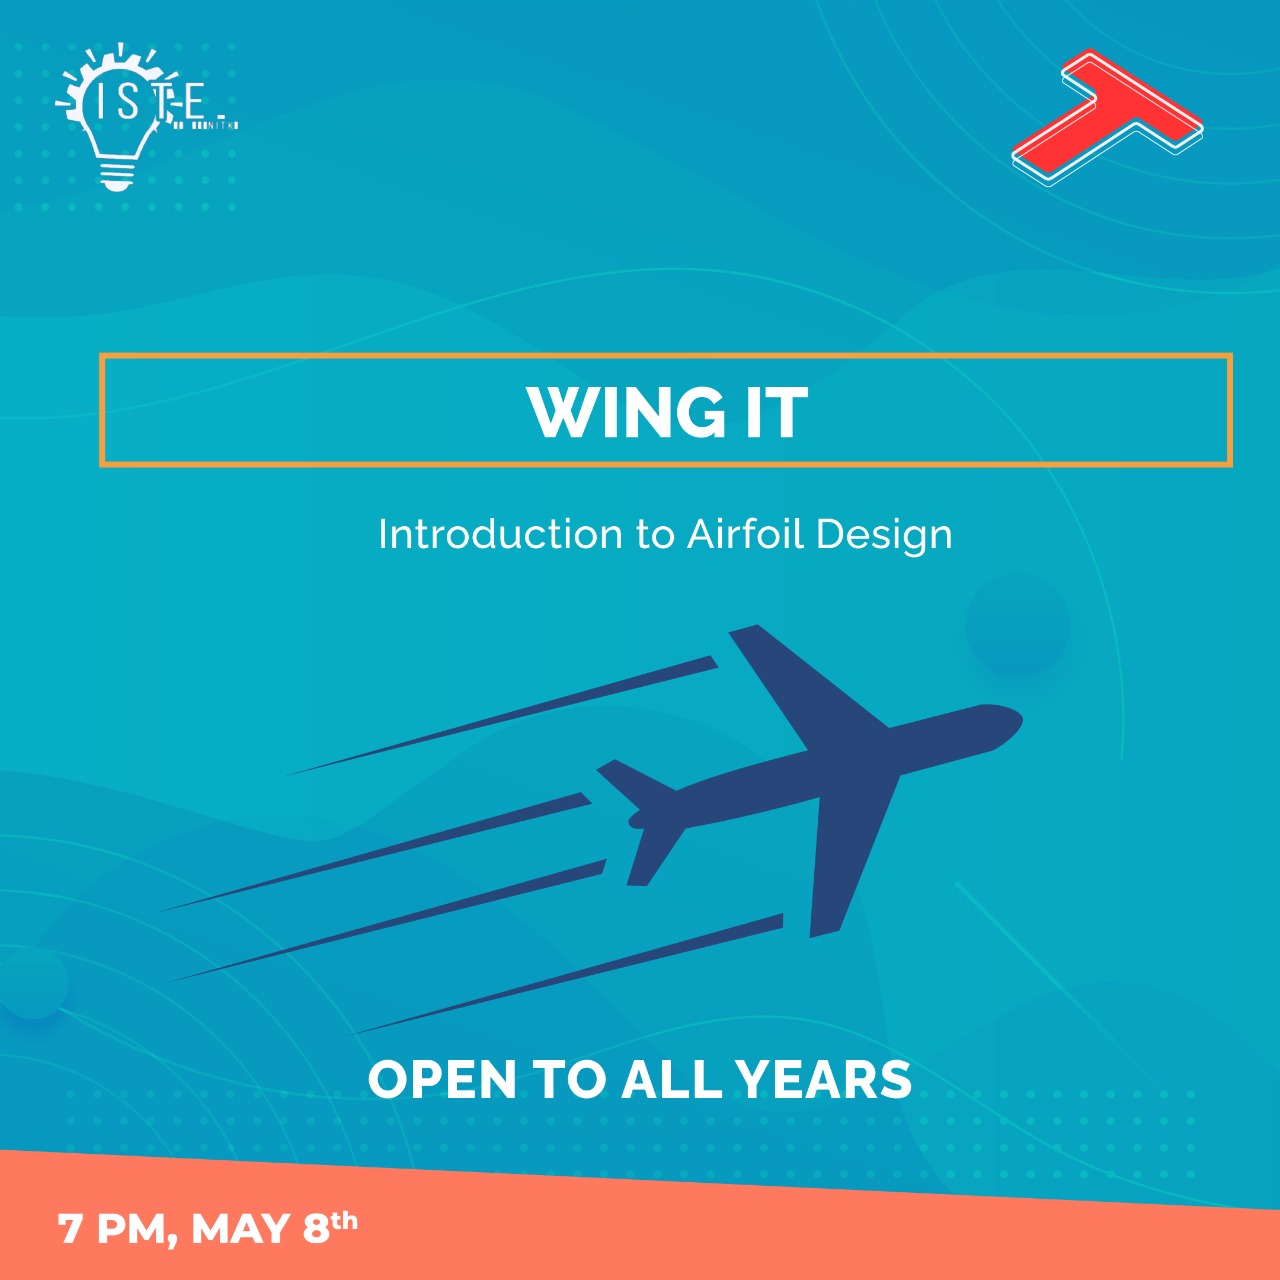 ISTE
NITK
WING IT
Introduction to Airfoil Design
OPEN TO ALL YEARS
7 PM, MAY 8th